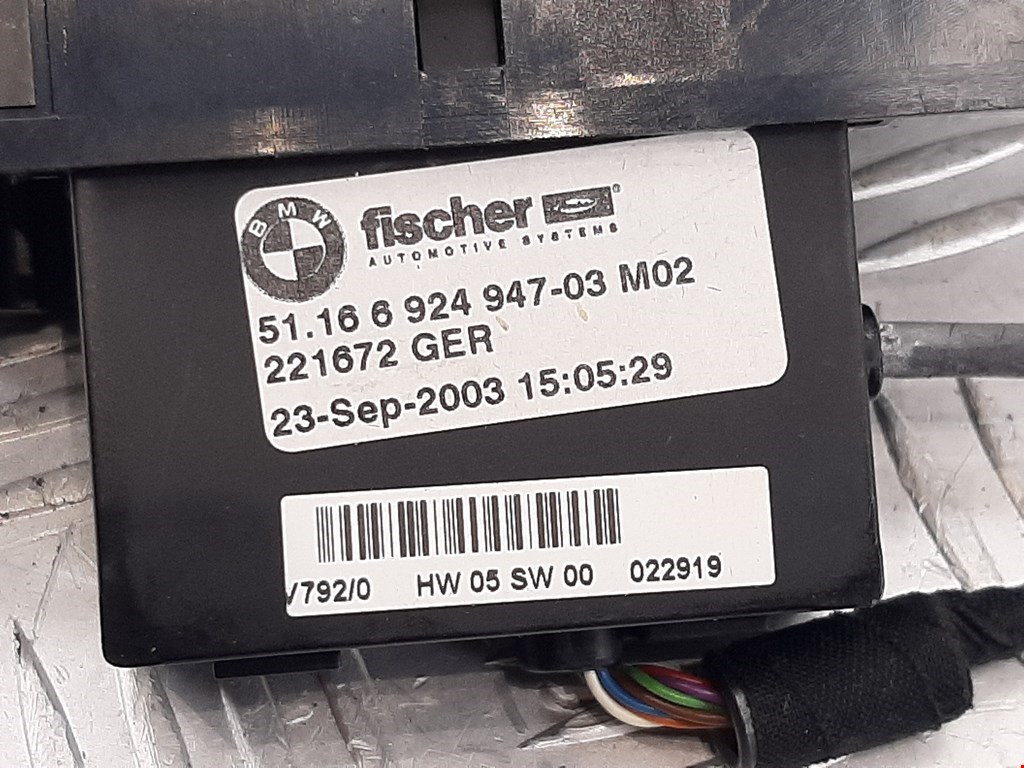 BMW
fischer
AUTOMOTIVE SYSTEMS
51.16 6 924 947-03 M02
221672 GER
23-Sep-2003 15:05:29
V792/0 HW 05 SW 00 022919